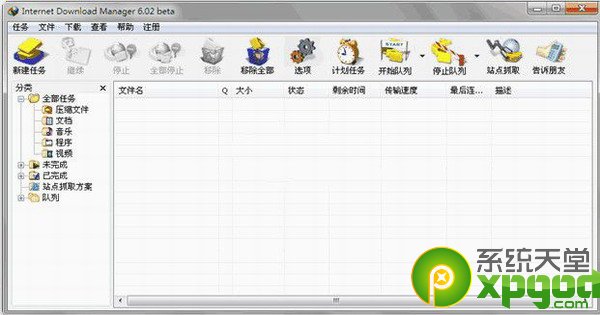 Internet Download Manager 6.02 beta
任务 文件 下载 查看 帮助 注册
新建任务 继续 停止 全部停止 移除 移除全部 选项 计划任务 开始队列 停止队列 站点抓取 告诉朋友
START
分类
文件名 Q 大小 状态 剩余时间 传输速度 最后连... 描述
全部任务
压缩文件
文档
音乐
程序
视频
未完成
已完成
站点抓取方案
队列
系统天堂
xpgod